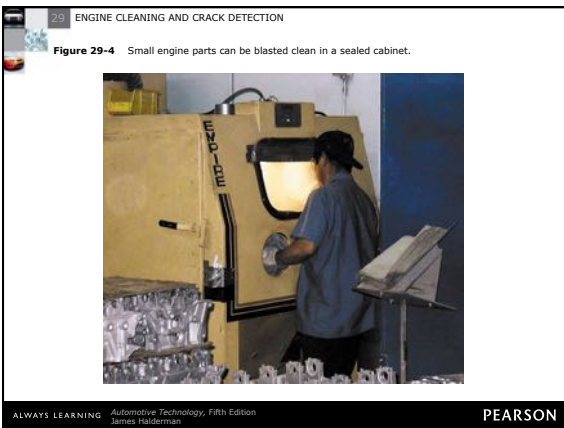 29 ENGINE CLEANING AND CRACK DETECTION
Figure 29-4 Small engine parts can be blasted clean in a sealed cabinet.
EMPIRE
ALWAYS LEARNING
Automotive Technology, Fifth Edition
James Halderman
PEARSON